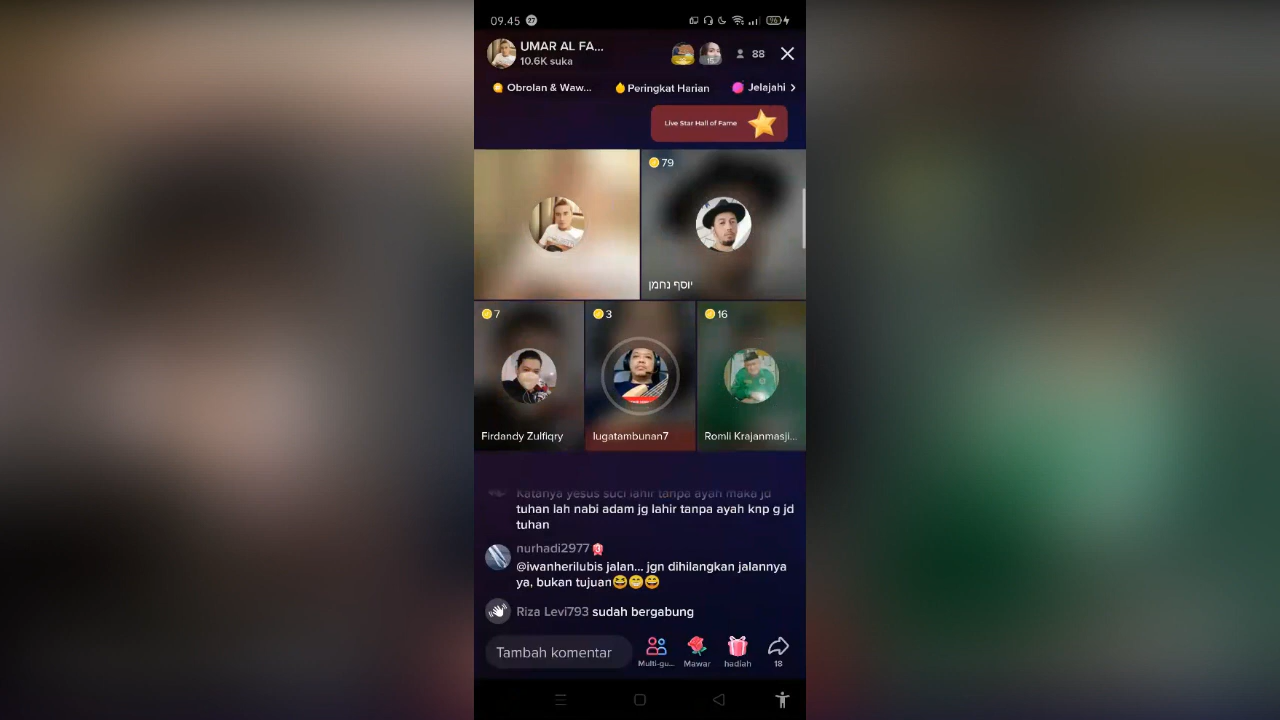 09.45 27
96
UMAR AL FA...
10.6K suka
15
88
Obrolan & Waw...
Peringkat Harian
Jelajahi
Live Star Hall of Fame
79
יוסף נחמן
7
3
16
Firdandy Zulfiqry
lugatambunan7
Romli Krajanmasji...
Katanya yesus suci lahir tanpa ayah maka jd
tuhan lah nabi adam jg lahir tanpa ayah knp g jd
tuhan
nurhadi2977
@iwanherilubis jalan... jgn dihilangkan jalannya
ya, bukan tujuan😆😁😄
Riza Levi793 sudah bergabung
Tambah komentar
Multi-gu...
Mawar
hadiah
18